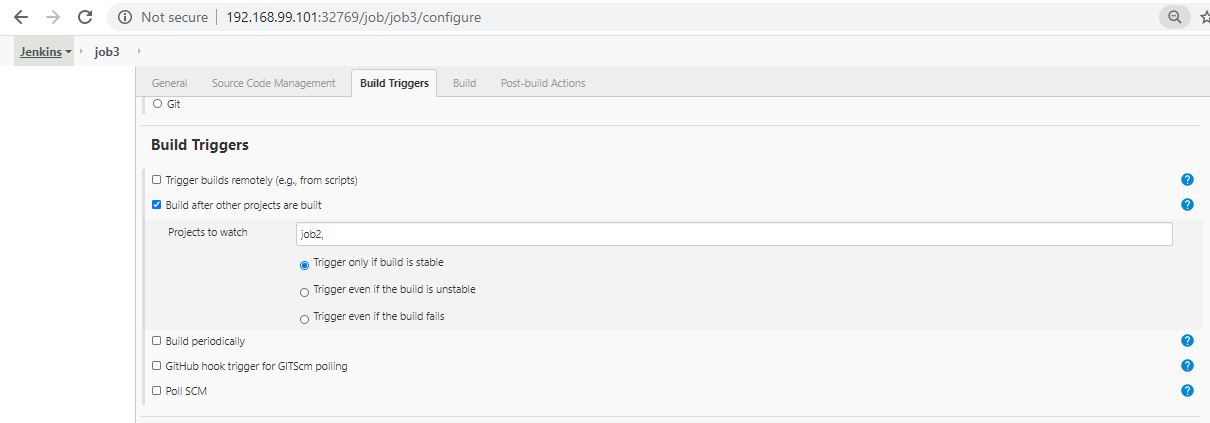 Not secure 192.168.99.101:32769/job/job3/configure
Jenkins job3
General Source Code Management Build Triggers Build Post-build Actions
Git
Build Triggers
Trigger builds remotely (e.g., from scripts) ?
Build after other projects are built ?
Projects to watch job2,
Trigger only if build is stable
Trigger even if the build is unstable
Trigger even if the build fails
Build periodically ?
GitHub hook trigger for GITScm polling ?
Poll SCM ?